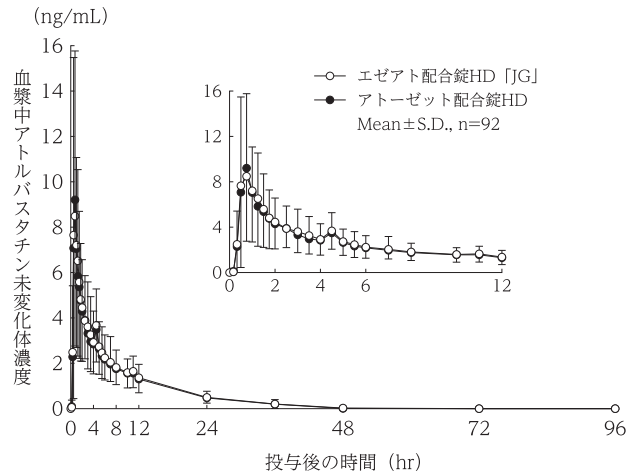 (ng/mL)
血漿中アトルバスタチン未変化体濃度
16
14
12
10
8
6
4
2
0
0 4 8 12 24 48 72 96
投与後の時間 (hr)
エゼアト配合錠HD「JG」
アトーゼット配合錠HD
Mean±S.D., n=92
16
12
8
4
0
0 2 4 6 12